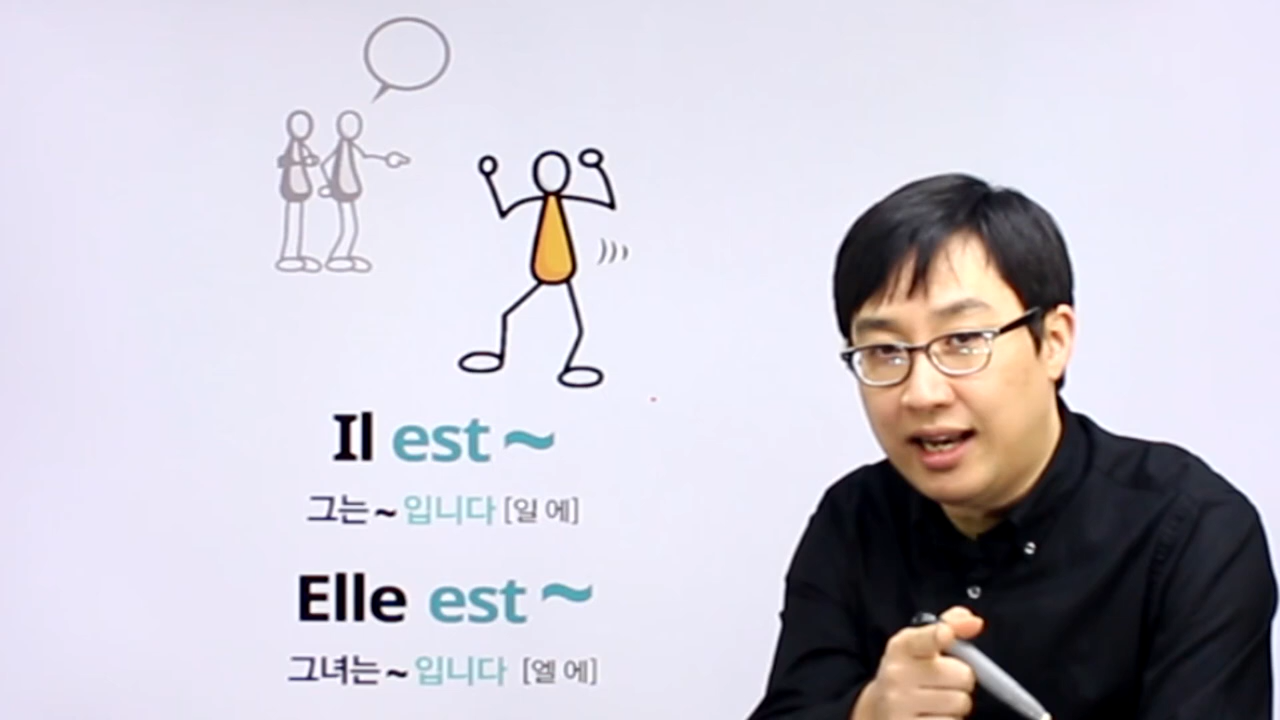 Il est ~
그는 ~ 입니다 [일 에]
Elle est ~
그녀는 ~ 입니다 [엘 에]